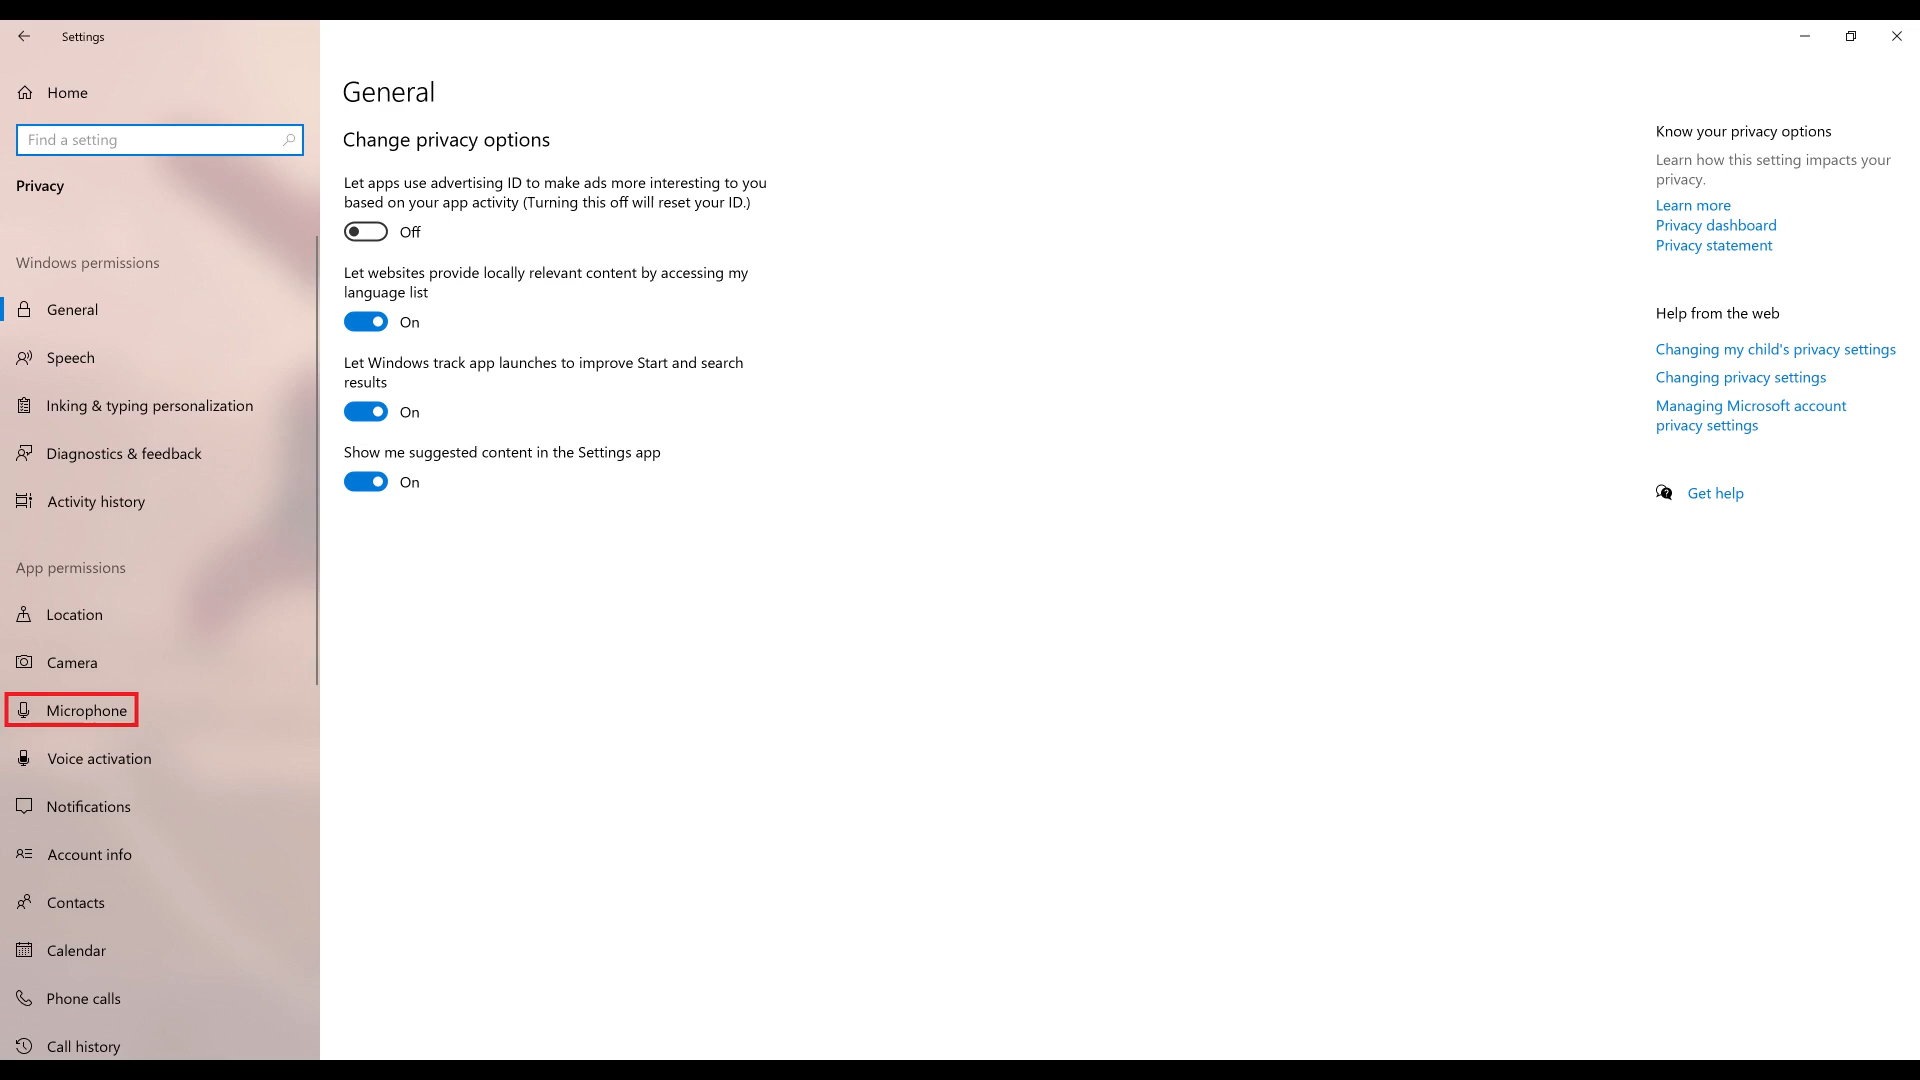 Settings
Home
Find a setting
Privacy
Windows permissions
General
Speech
Inking & typing personalization
Diagnostics & feedback
Activity history
App permissions
Location
Camera
Microphone
Voice activation
Notifications
Account info
Contacts
Calendar
Phone calls
Call history
General
Change privacy options
Let apps use advertising ID to make ads more interesting to you
based on your app activity (Turning this off will reset your ID.)
Off
Let websites provide locally relevant content by accessing my
language list
On
Let Windows track app launches to improve Start and search
results
On
Show me suggested content in the Settings app
On
Know your privacy options
Learn how this setting impacts your
privacy.
Learn more
Privacy dashboard
Privacy statement
Help from the web
Changing my child's privacy settings
Changing privacy settings
Managing Microsoft account
privacy settings
Get help